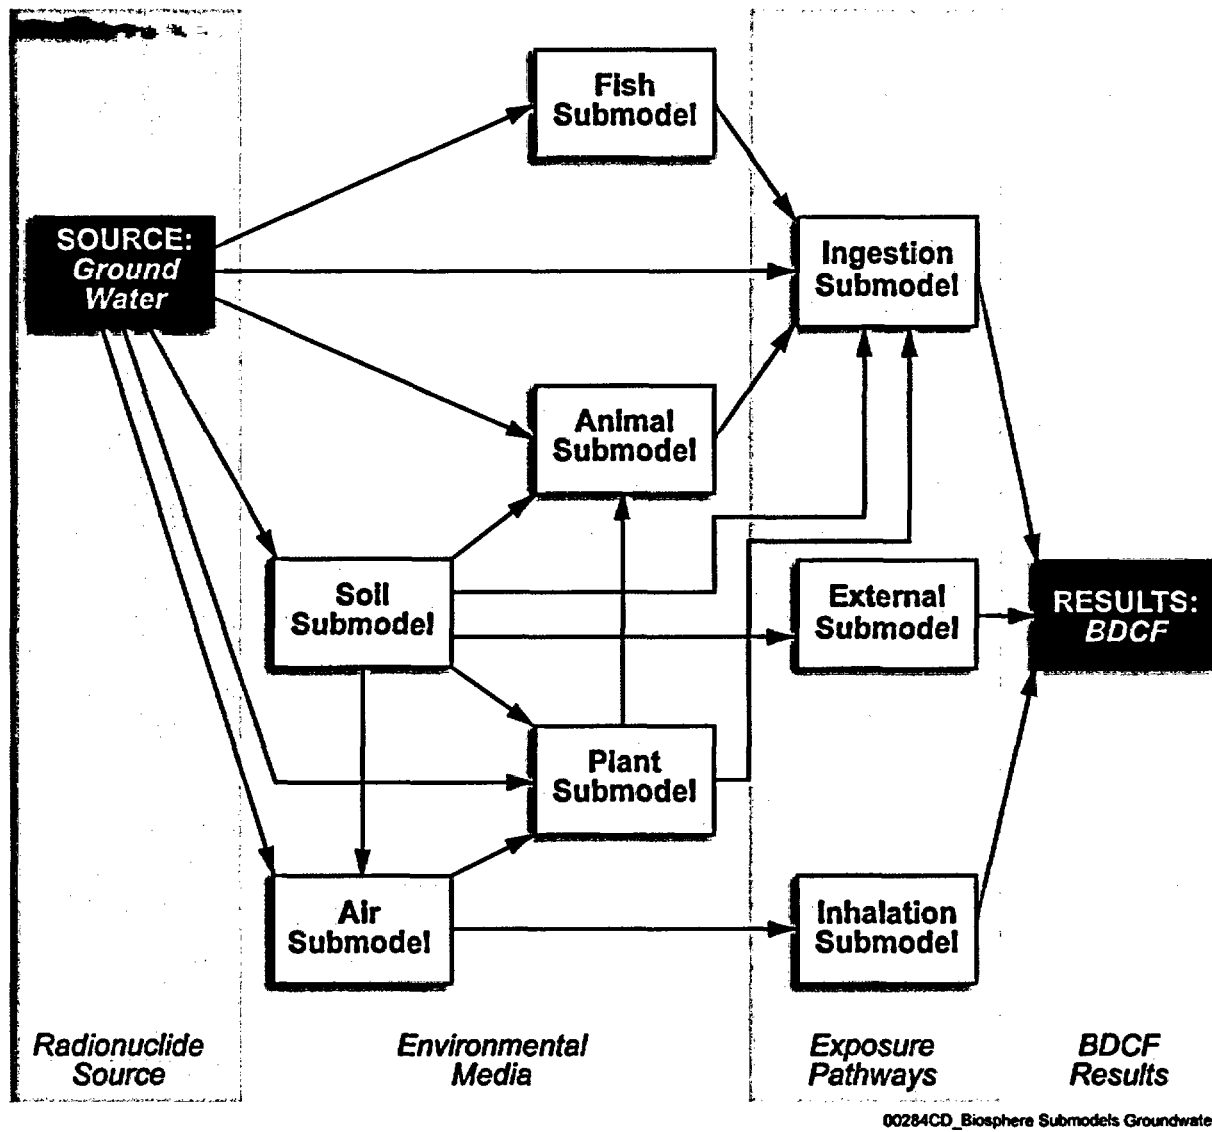 Fish
Submodel
SOURCE:
Ground
Water
Ingestion
Submodel
Animal
Submodel
Soil
Submodel
External
Submodel
RESULTS:
BDCF
Plant
Submodel
Air
Submodel
Inhalation
Submodel
Radionuclide
Source
Environmental
Media
Exposure
Pathways
BDCF
Results
00284CD_Biosphere Submodels Groundwate